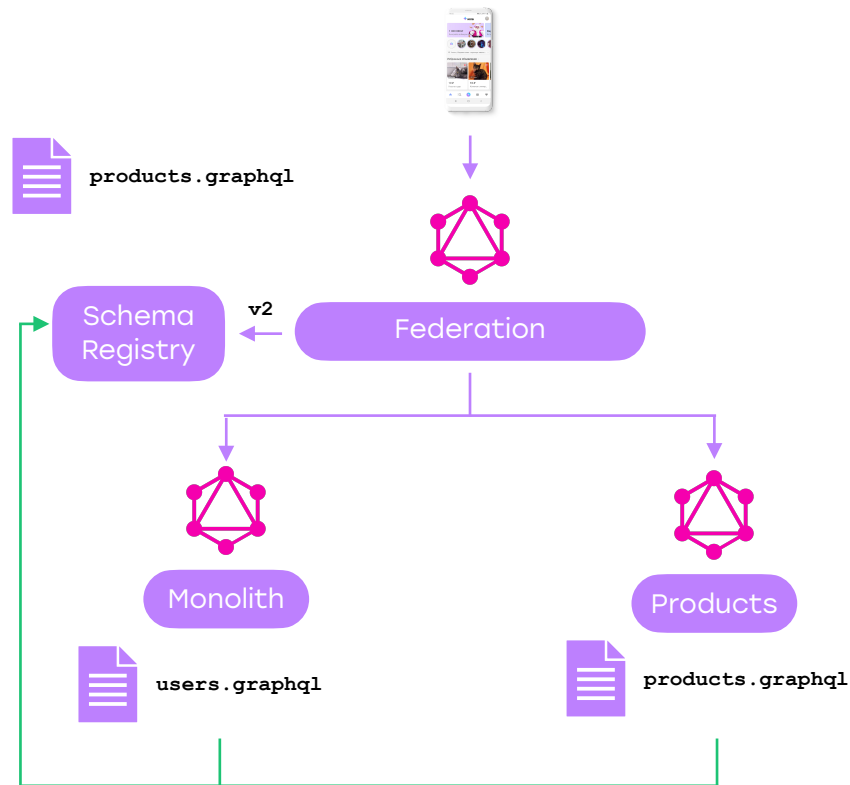 products.graphql
v2
Schema
Registry
Federation
Monolith
Products
users.graphql
products.graphql